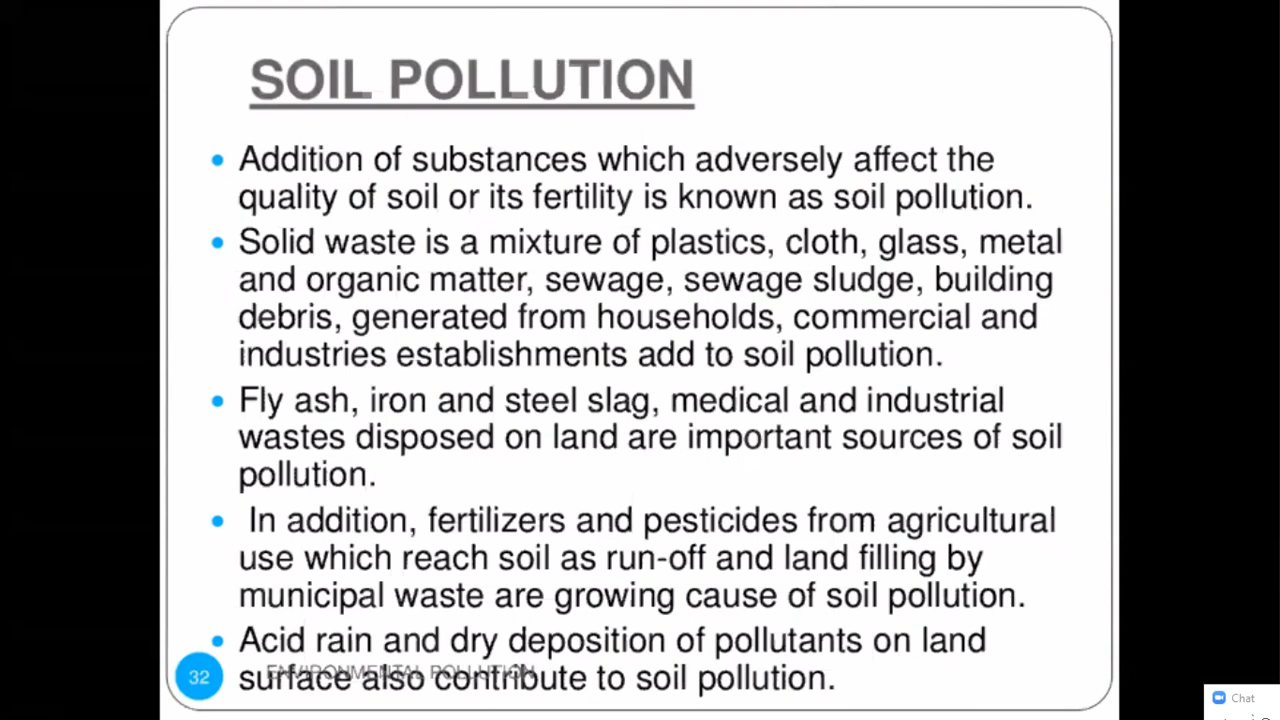 SOIL POLLUTION
• Addition of substances which adversely affect the
quality of soil or its fertility is known as soil pollution.
• Solid waste is a mixture of plastics, cloth, glass, metal
and organic matter, sewage, sewage sludge, building
debris, generated from households, commercial and
industries establishments add to soil pollution.
• Fly ash, iron and steel slag, medical and industrial
wastes disposed on land are important sources of soil
pollution.
• In addition, fertilizers and pesticides from agricultural
use which reach soil as run-off and land filling by
municipal waste are growing cause of soil pollution.
• Acid rain and dry deposition of pollutants on land
surface also contribute to soil pollution.
32
ENVIRONMENTAL POLLUTION
Chat